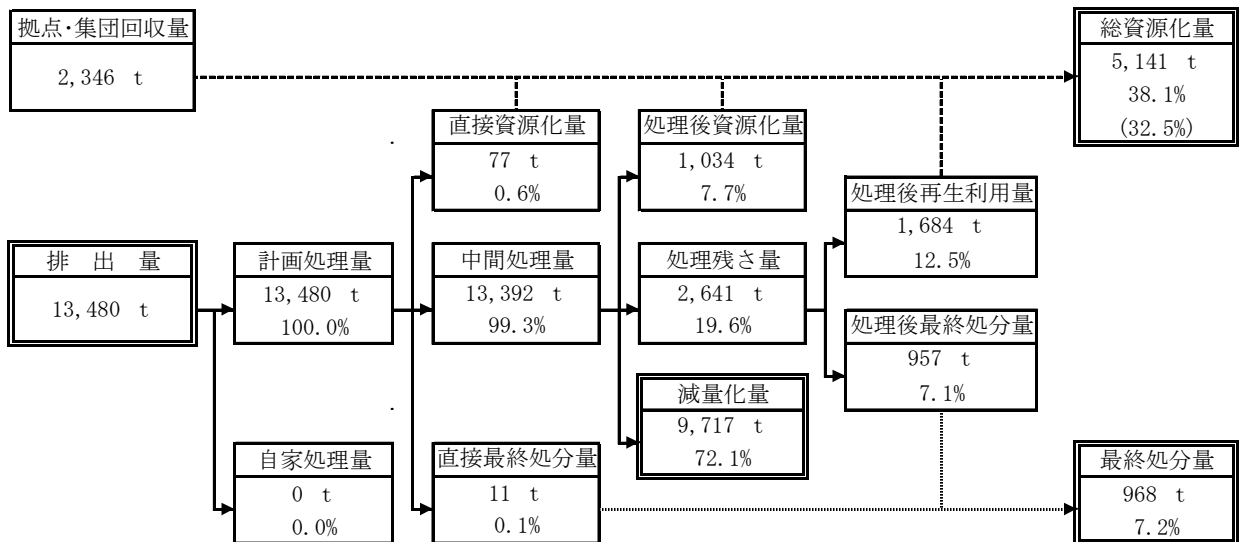 拠点・集団回収量
2,346 t
総資源化量
5,141 t
38.1%
(32.5%)
直接資源化量
77 t
0.6%
処理後資源化量
1,034 t
7.7%
処理後再生利用量
1,684 t
12.5%
排 出 量
13,480 t
計画処理量
13,480 t
100.0%
中間処理量
13,392 t
99.3%
処理残さ量
2,641 t
19.6%
処理後最終処分量
957 t
7.1%
減量化量
9,717 t
72.1%
自家処理量
0 t
0.0%
直接最終処分量
11 t
0.1%
最終処分量
968 t
7.2%